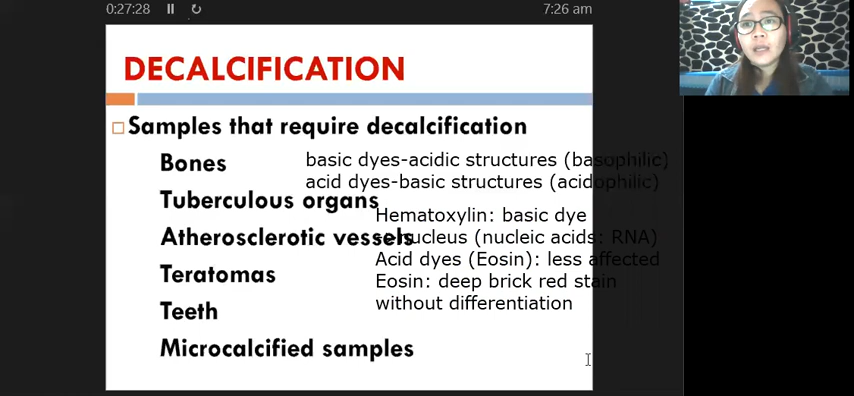 0:27:28
7:26 am
DECALCIFICATION
Samples that require decalcification
Bones
basic dyes-acidic structures (basophilic)
acid dyes-basic structures (acidophilic)
Tuberculous organs
Hematoxylin: basic dye
Atherosclerotic vessels
nucleus (nucleic acids: RNA)
Acid dyes (Eosin): less affected
Teratomas
Eosin: deep brick red stain
without differentiation
Teeth
Microcalcified samples